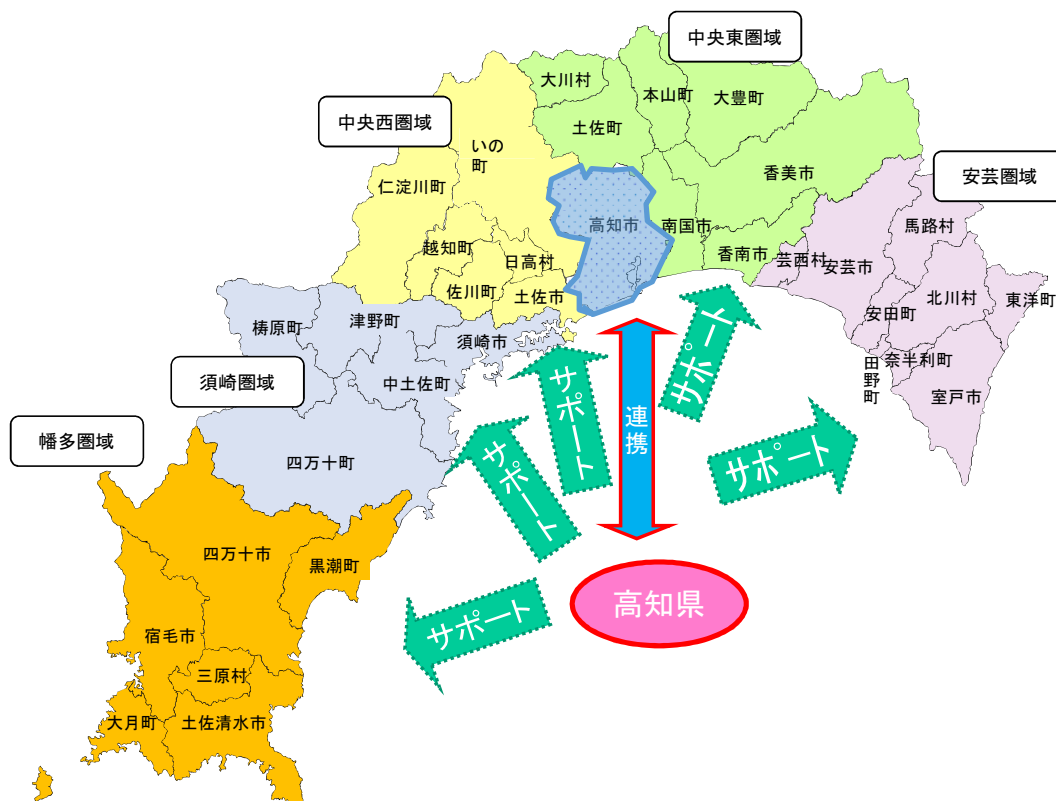 中央東圏域
大川村
本山町
大豊町
中央西圏域
土佐町
いの
町
香美市
仁淀川町
安芸圏域
高知市
南国市
馬路村
越知町
日高村
香南市
芸西村
安芸市
佐川町
土佐市
北川村
東洋町
梼原町
津野町
須崎市
安田町
サポート
田野町
奈半利町
中土佐町
須崎圏域
サポート
室戸市
連携
幡多圏域
四万十町
サポート
サポート
四万十市
黒潮町
高知県
サポート
宿毛市
三原村
大月町
土佐清水市